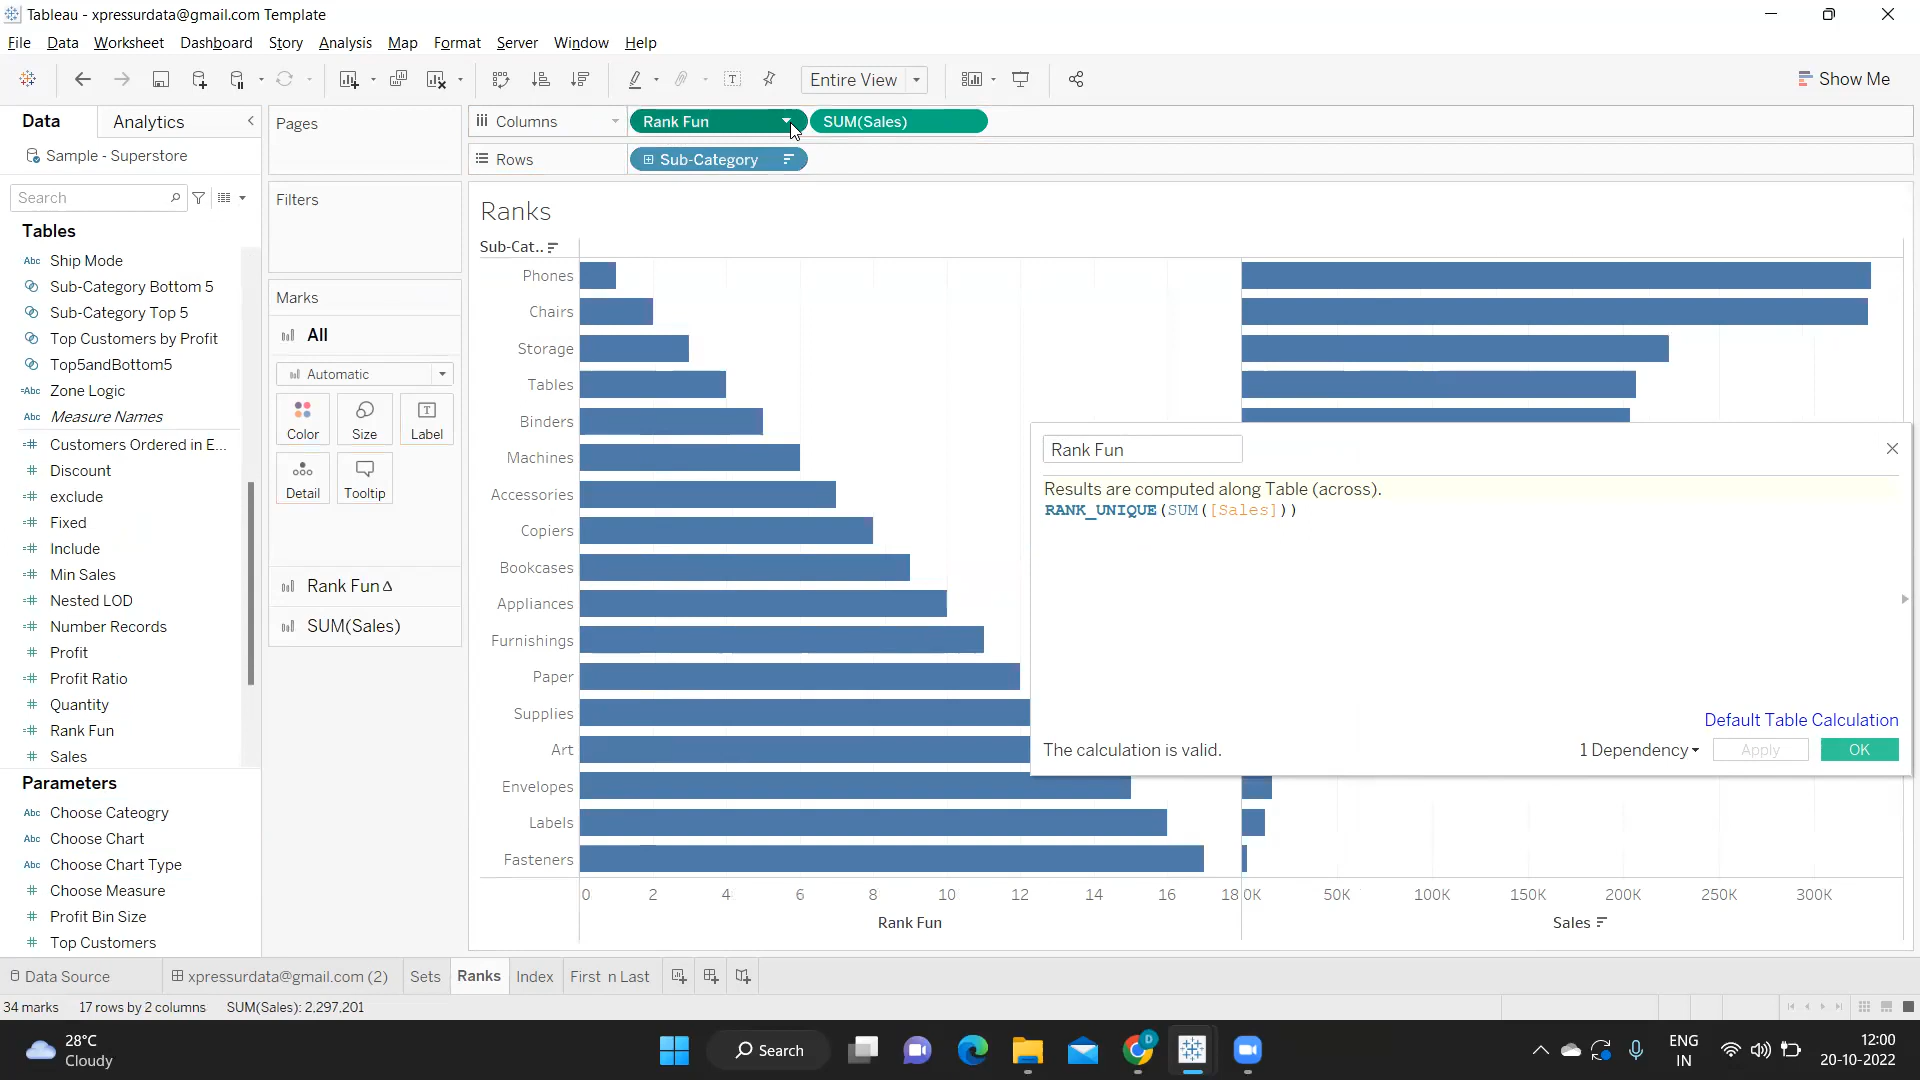 Tableau - xpressurdata@gmail.com Template
File Data Worksheet Dashboard Story Analysis Map Format Server Window Help
Entire View
Show Me
Data Analytics
Sample - Superstore
Search
Tables
Abc Ship Mode
Sub-Category Bottom 5
Sub-Category Top 5
Top Customers by Profit
Top5andBottom5
=Abc Zone Logic
Abc Measure Names
Customers Ordered in E...
Discount
exclude
Fixed
Include
Min Sales
Nested LOD
Number Records
Profit
Profit Ratio
Quantity
Rank Fun
Sales
Parameters
Abc Choose Cateogry
Abc Choose Chart
Abc Choose Chart Type
Choose Measure
Profit Bin Size
Top Customers
Pages
Filters
Marks
All
Automatic
Color Size Label
Detail Tooltip
Rank Fun Δ
SUM(Sales)
Columns Rank Fun SUM(Sales)
Rows Sub-Category
Ranks
Sub-Cat..
Phones
Chairs
Storage
Tables
Binders
Machines
Accessories
Copiers
Bookcases
Appliances
Furnishings
Paper
Supplies
Art
Envelopes
Labels
Fasteners
0 2 4 6 8 10 12 14 16 18
Rank Fun
0K 50K 100K 150K 200K 250K 300K
Sales
Rank Fun
Results are computed along Table (across).
RANK_UNIQUE(SUM([Sales]))
Default Table Calculation
The calculation is valid.
1 Dependency Apply OK
Data Source xpressurdata@gmail.com (2) Sets Ranks Index First n Last
34 marks 17 rows by 2 columns SUM(Sales): 2,297,201
28°C
Cloudy
Search
D
ENG
IN
12:00
20-10-2022